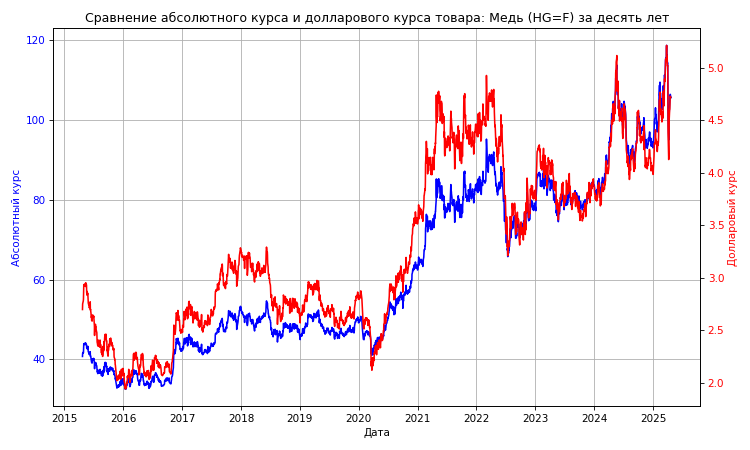 Сравнение абсолютного курса и долларового курса товара: Медь (HG=F) за десять лет
120
100
80
60
40
5.0
4.5
4.0
3.5
3.0
2.5
2.0
Абсолютный курс
Долларовый курс
2015 2016 2017 2018 2019 2020 2021 2022 2023 2024 2025
Дата